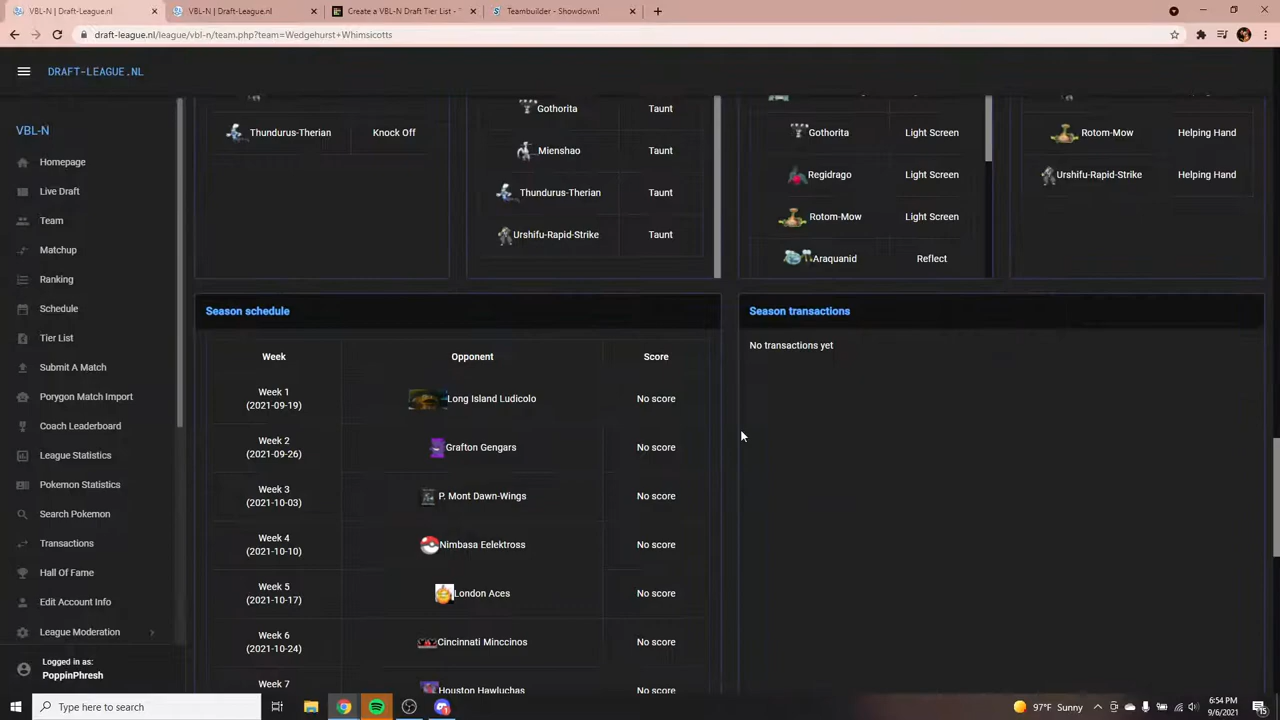 VBL-N | Draft-League.nl
VBL-N | Draft-League.nl
Create a VBL-N Draft Tier List -
Teambuilder - Showdown!
draft-league.nl/league/vbl-n/team.php?team=Wedgehurst+Whimsicotts
DRAFT-LEAGUE.NL
VBL-N
Homepage
Live Draft
Team
Matchup
Ranking
Schedule
Tier List
Submit A Match
Porygon Match Import
Coach Leaderboard
League Statistics
Pokemon Statistics
Search Pokemon
Transactions
Hall Of Fame
Edit Account Info
League Moderation
Logged in as:
PoppinPhresh
Thundurus-Therian Knock Off
Gothorita Taunt
Mienshao Taunt
Thundurus-Therian Taunt
Urshifu-Rapid-Strike Taunt
Gothorita Light Screen
Regidrago Light Screen
Rotom-Mow Light Screen
Araquanid Reflect
Rotom-Mow Helping Hand
Urshifu-Rapid-Strike Helping Hand
Season schedule
Week Opponent Score
Week 1
(2021-09-19) Long Island Ludicolo No score
Week 2
(2021-09-26) Grafton Gengars No score
Week 3
(2021-10-03) P. Mont Dawn-Wings No score
Week 4
(2021-10-10) Nimbasa Eelektross No score
Week 5
(2021-10-17) London Aces No score
Week 6
(2021-10-24) Cincinnati Minccinos No score
Week 7
Houston Hawluchas No score
Season transactions
No transactions yet
Type here to search
97°F Sunny
6:54 PM
9/6/2021